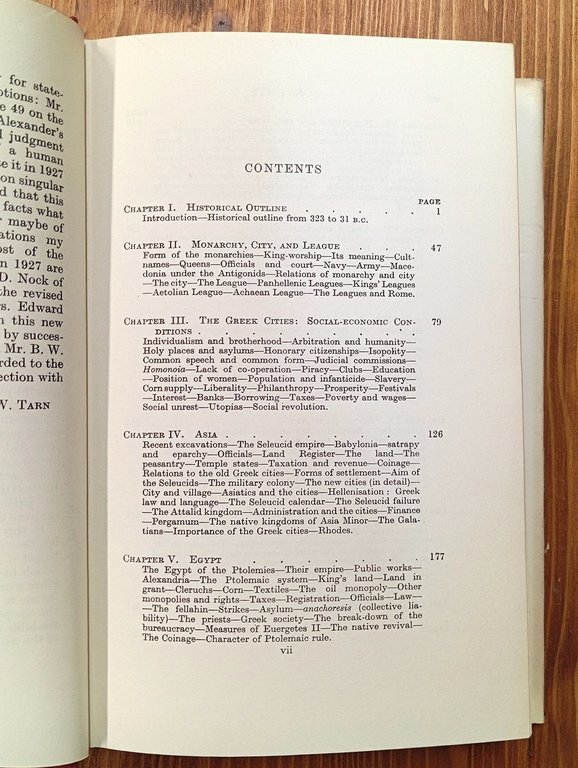 for state-
ptions: Mr.
e 49 on the
Alexander's
judgment
a human
e it in 1927
on singular
d that this
facts what
maybe of
ations my
ost of the
n 1927 are
D. Nock of
the revised
rs. Edward
this new
by succes-
Mr. B. W.
rded to the
ection with
W. TARN
CONTENTS
PAGE
CHAPTER I. HISTORICAL OUTLINE . . . . . 1
Introduction—Historical outline from 323 to 31 B.C.
CHAPTER II. MONARCHY, CITY, AND LEAGUE . . . 47
Form of the monarchies—King-worship—Its meaning—Cult-
names—Queens—Officials and court—Navy—Army—Mace-
donia under the Antigonids—Relations of monarchy and city
—The city—The League—Panhellenic Leagues—Kings' Leagues
—Aetolian League—Achaean League—The Leagues and Rome.
CHAPTER III. THE GREEK CITIES: SOCIAL-ECONOMIC CON-
DITIONS . . . . . . . . . 79
Individualism and brotherhood—Arbitration and humanity—
Holy places and asylums—Honorary citizenships—Isopolity—
Common speech and common form—Judicial commissions—
Homonoia—Lack of co-operation—Piracy—Clubs—Education
—Position of women—Population and infanticide—Slavery—
Corn supply—Liberality—Philanthropy—Prosperity—Festivals
—Interest—Banks—Borrowing—Taxes—Poverty and wages—
Social unrest—Utopias—Social revolution.
CHAPTER IV. ASIA . . . . . . . . 126
Recent excavations—The Seleucid empire—Babylonia—satrapy
and eparchy—Officials—Land Register—The land—The
peasantry—Temple states—Taxation and revenue—Coinage—
Relations to the old Greek cities—Forms of settlement—Aim of
the Seleucids—The military colony—The new cities (in detail)—
City and village—Asiatics and the cities—Hellenisation: Greek
law and language—The Seleucid calendar—The Seleucid failure
—The Attalid kingdom—Administration and the cities—Finance
—Pergamum—The native kingdoms of Asia Minor—The Gala-
tians—Importance of the Greek cities—Rhodes.
CHAPTER V. EGYPT . . . . . . . 177
The Egypt of the Ptolemies—Their empire—Public works—
Alexandria—The Ptolemaic system—King's land—Land in
grant—Cleruchs—Corn—Textiles—The oil monopoly—Other
monopolies and rights—Taxes—Registration—Officials—Law—
—The fellahin—Strikes—Asylum—anachoresis (collective lia-
bility)—The priests—Greek society—The break-down of the
bureaucracy—Measures of Euergetes II—The native revival—
The Coinage—Character of Ptolemaic rule.
vii